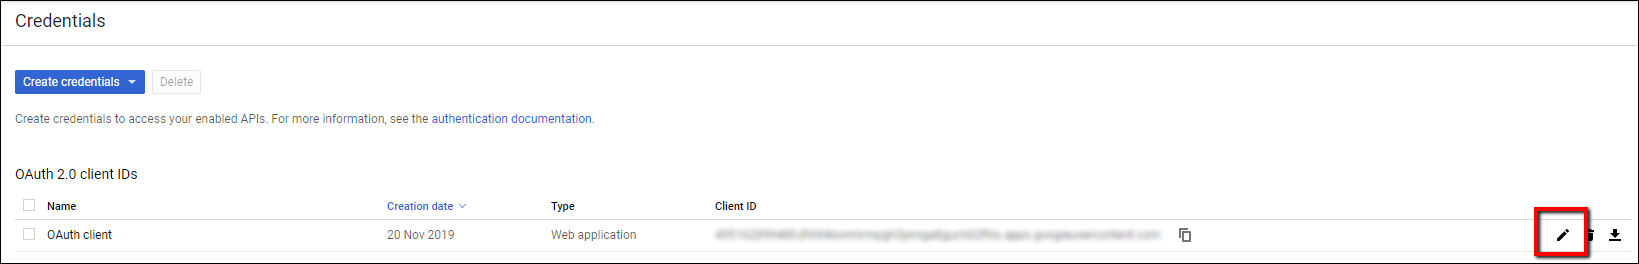 Credentials
Create credentials Delete
Create credentials to access your enabled APIs. For more information, see the authentication documentation.
OAuth 2.0 client IDs
Name Creation date Type Client ID
OAuth client 20 Nov 2019 Web application